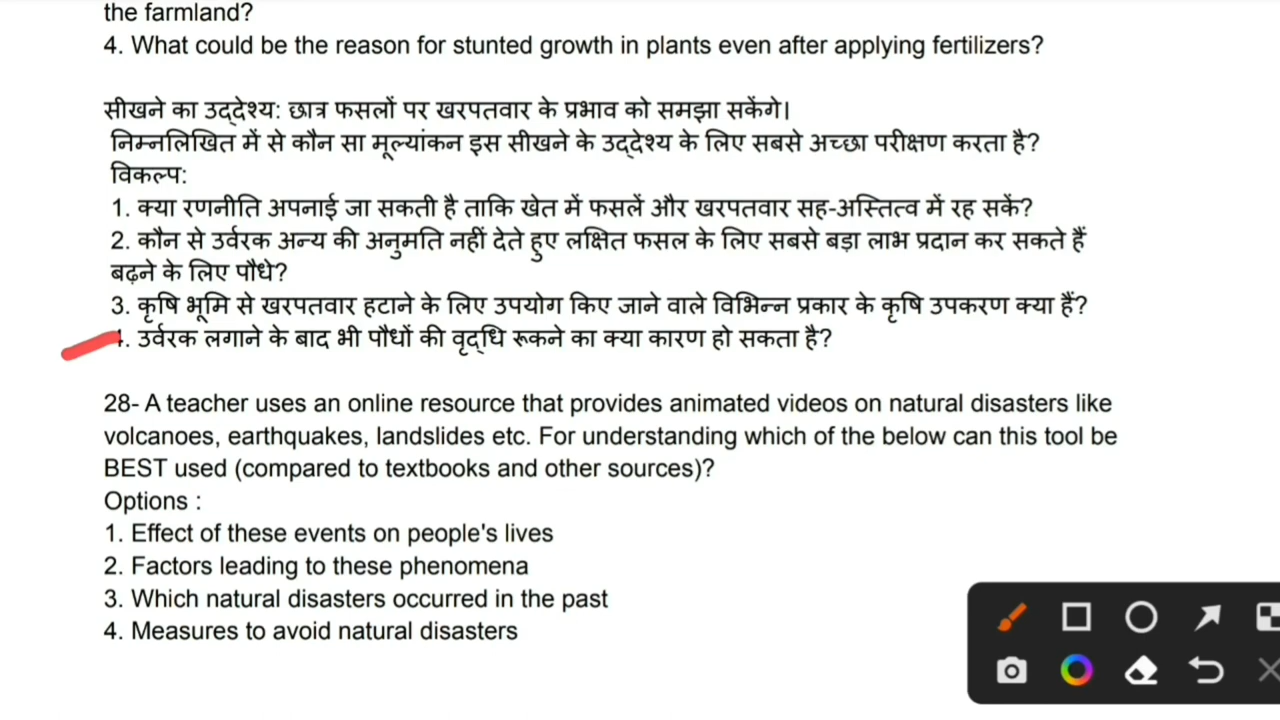 the farmland?
4. What could be the reason for stunted growth in plants even after applying fertilizers?
सीखने का उद्देश्य: छात्र फसलों पर खरपतवार के प्रभाव को समझा सकेंगे।
निम्नलिखित में से कौन सा मूल्यांकन इस सीखने के उद्देश्य के लिए सबसे अच्छा परीक्षण करता है?
विकल्प:
1. क्या रणनीति अपनाई जा सकती है ताकि खेत में फसलें और खरपतवार सह-अस्तित्व में रह सकें?
2. कौन से उर्वरक अन्य की अनुमति नहीं देते हुए लक्षित फसल के लिए सबसे बड़ा लाभ प्रदान कर सकते हैं
बढ़ने के लिए पौधे?
3. कृषि भूमि से खरपतवार हटाने के लिए उपयोग किए जाने वाले विभिन्न प्रकार के कृषि उपकरण क्या हैं?
4. उर्वरक लगाने के बाद भी पौधों की वृद्धि रूकने का क्या कारण हो सकता है?
28- A teacher uses an online resource that provides animated videos on natural disasters like
volcanoes, earthquakes, landslides etc. For understanding which of the below can this tool be
BEST used (compared to textbooks and other sources)?
Options :
1. Effect of these events on people's lives
2. Factors leading to these phenomena
3. Which natural disasters occurred in the past
4. Measures to avoid natural disasters